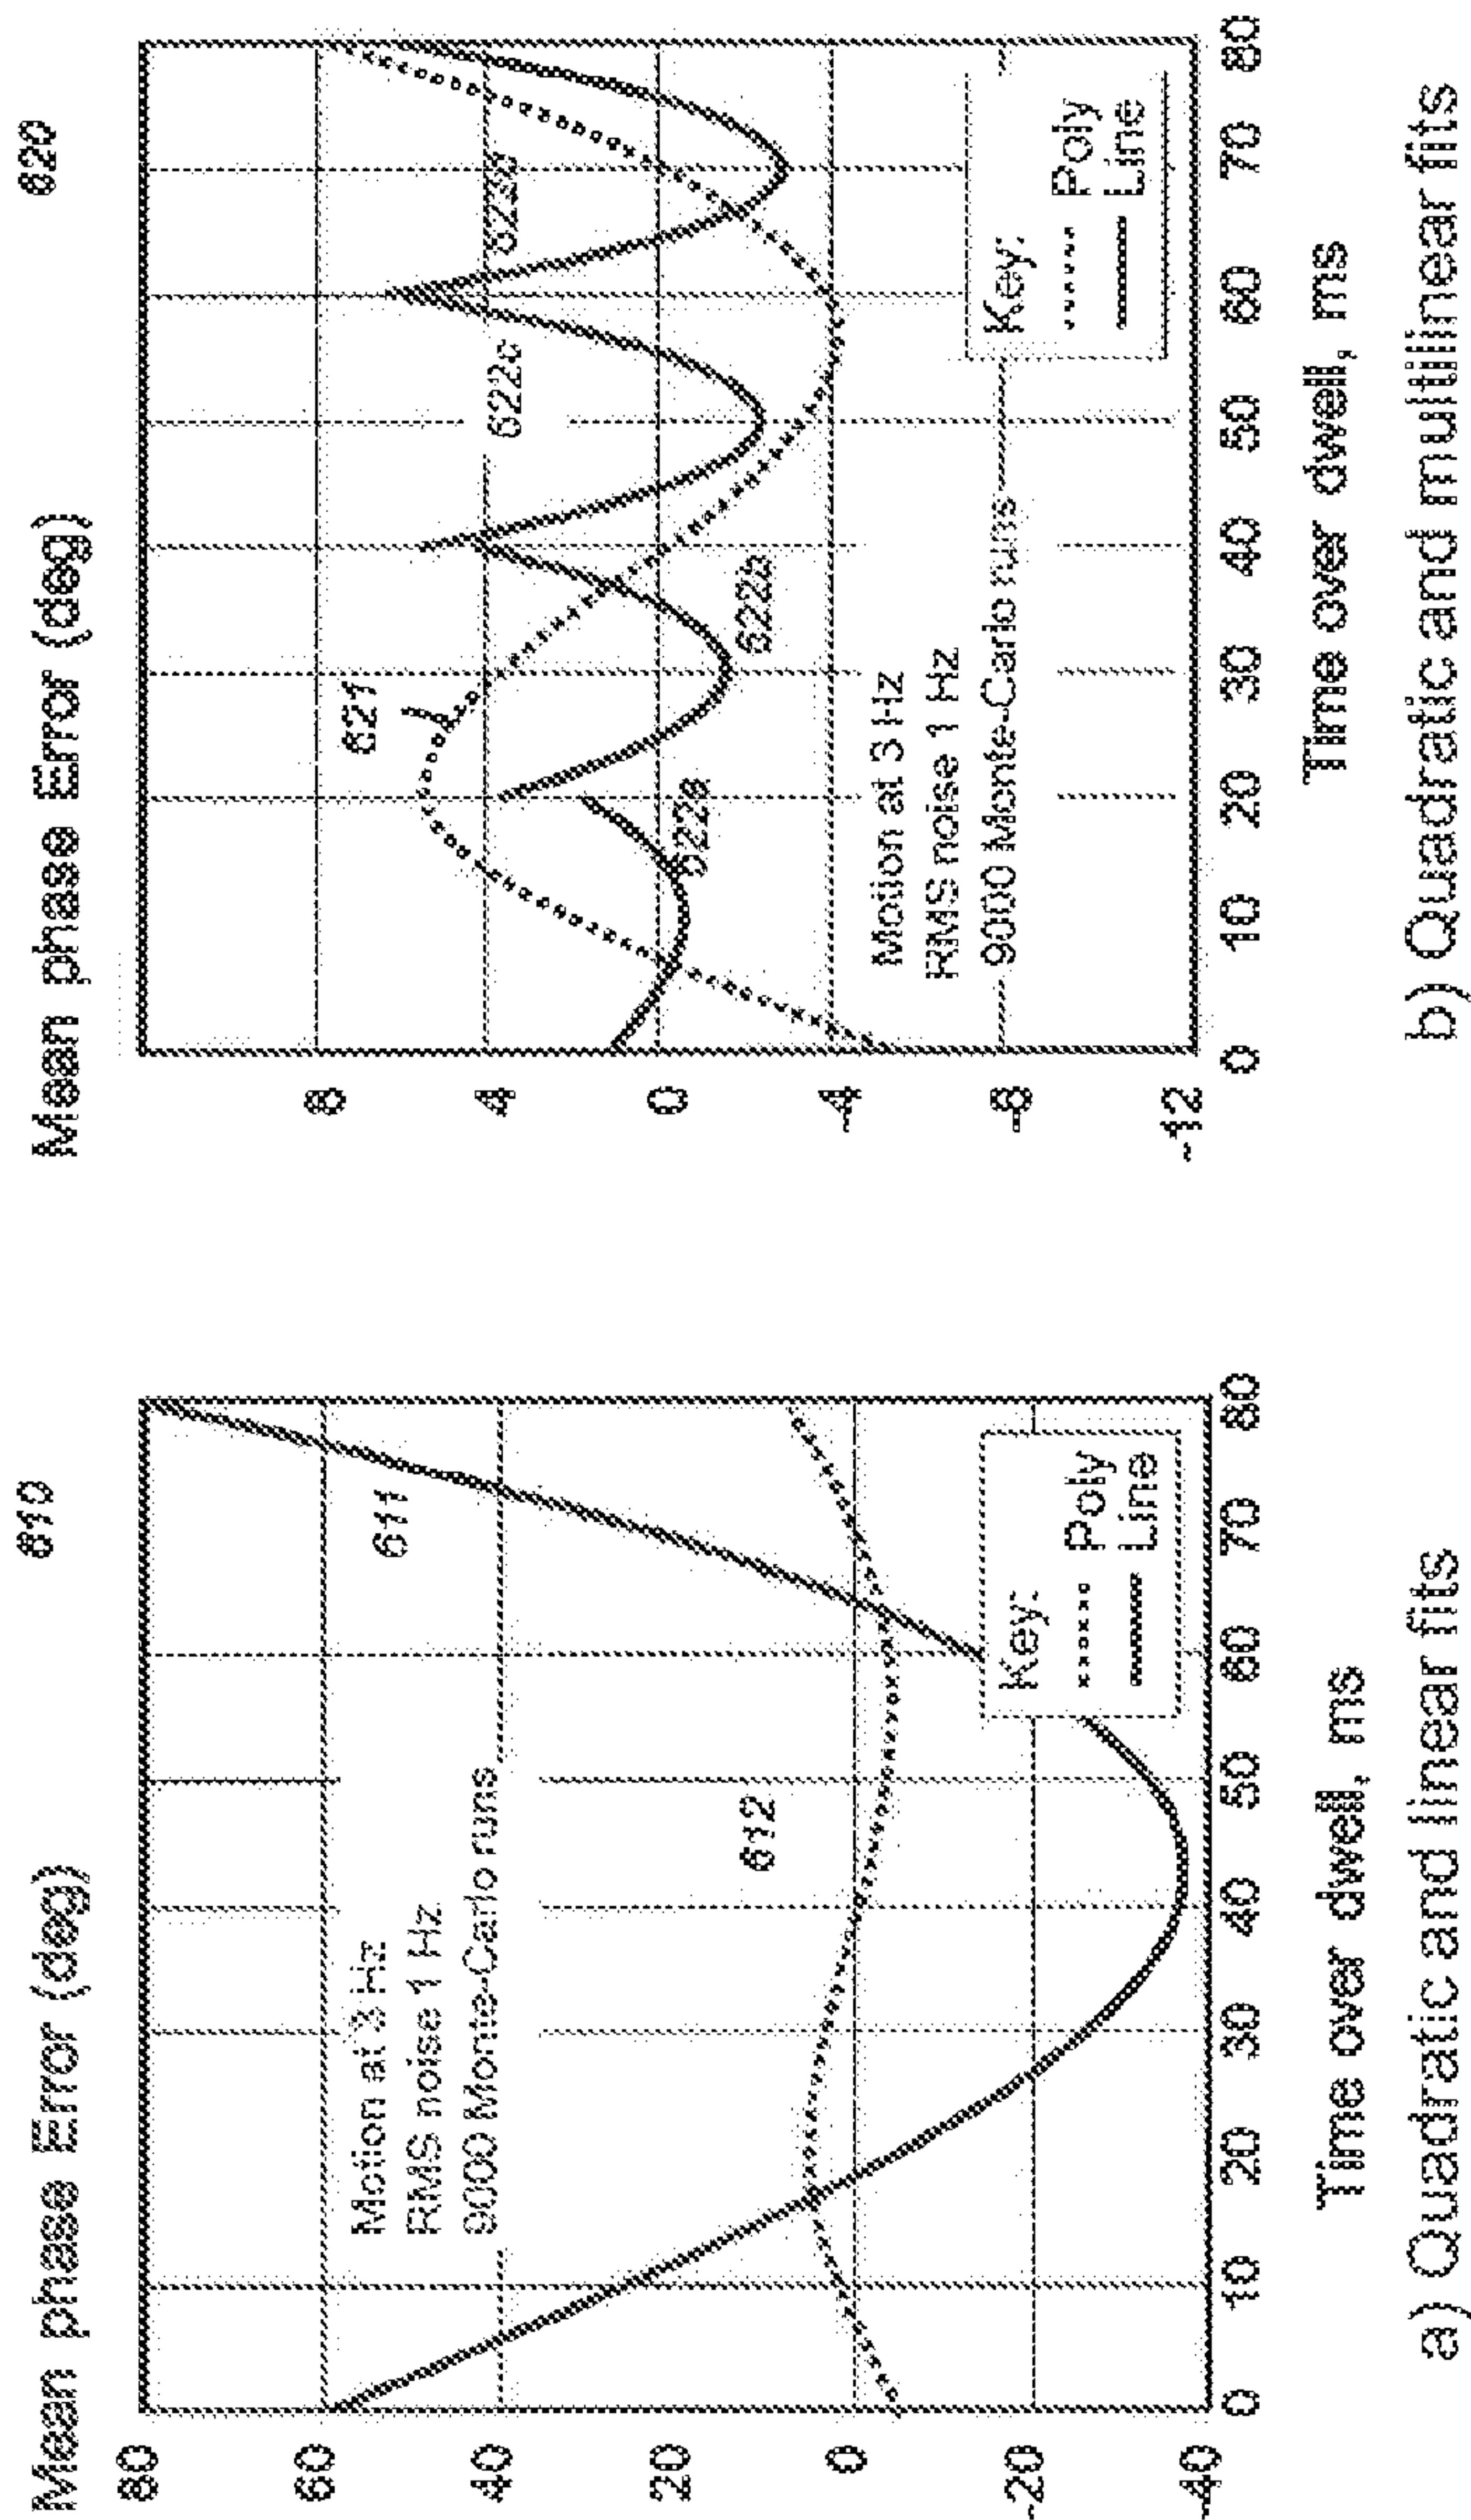 610
Mean phase Error (deg)
80
60
40
20
0
-20
-40
611
612
Motion at 3 Hz
RMS noise 1 Hz
9000 Monte-Carlo runs
Key:
Poly
Line
0 10 20 30 40 50 60 70 80
Time over dwell, ms
a) Quadratic and linear fits
620
Mean phase Error (deg)
8
4
0
-4
-8
-12
621
622a
622b
622c
623d
Motion at 3 Hz
RMS noise 1 Hz
9000 Monte-Carlo runs
Key:
Poly
Line
0 10 20 30 40 50 60 70 80
Time over dwell, ms
b) Quadratic and multilinear fits